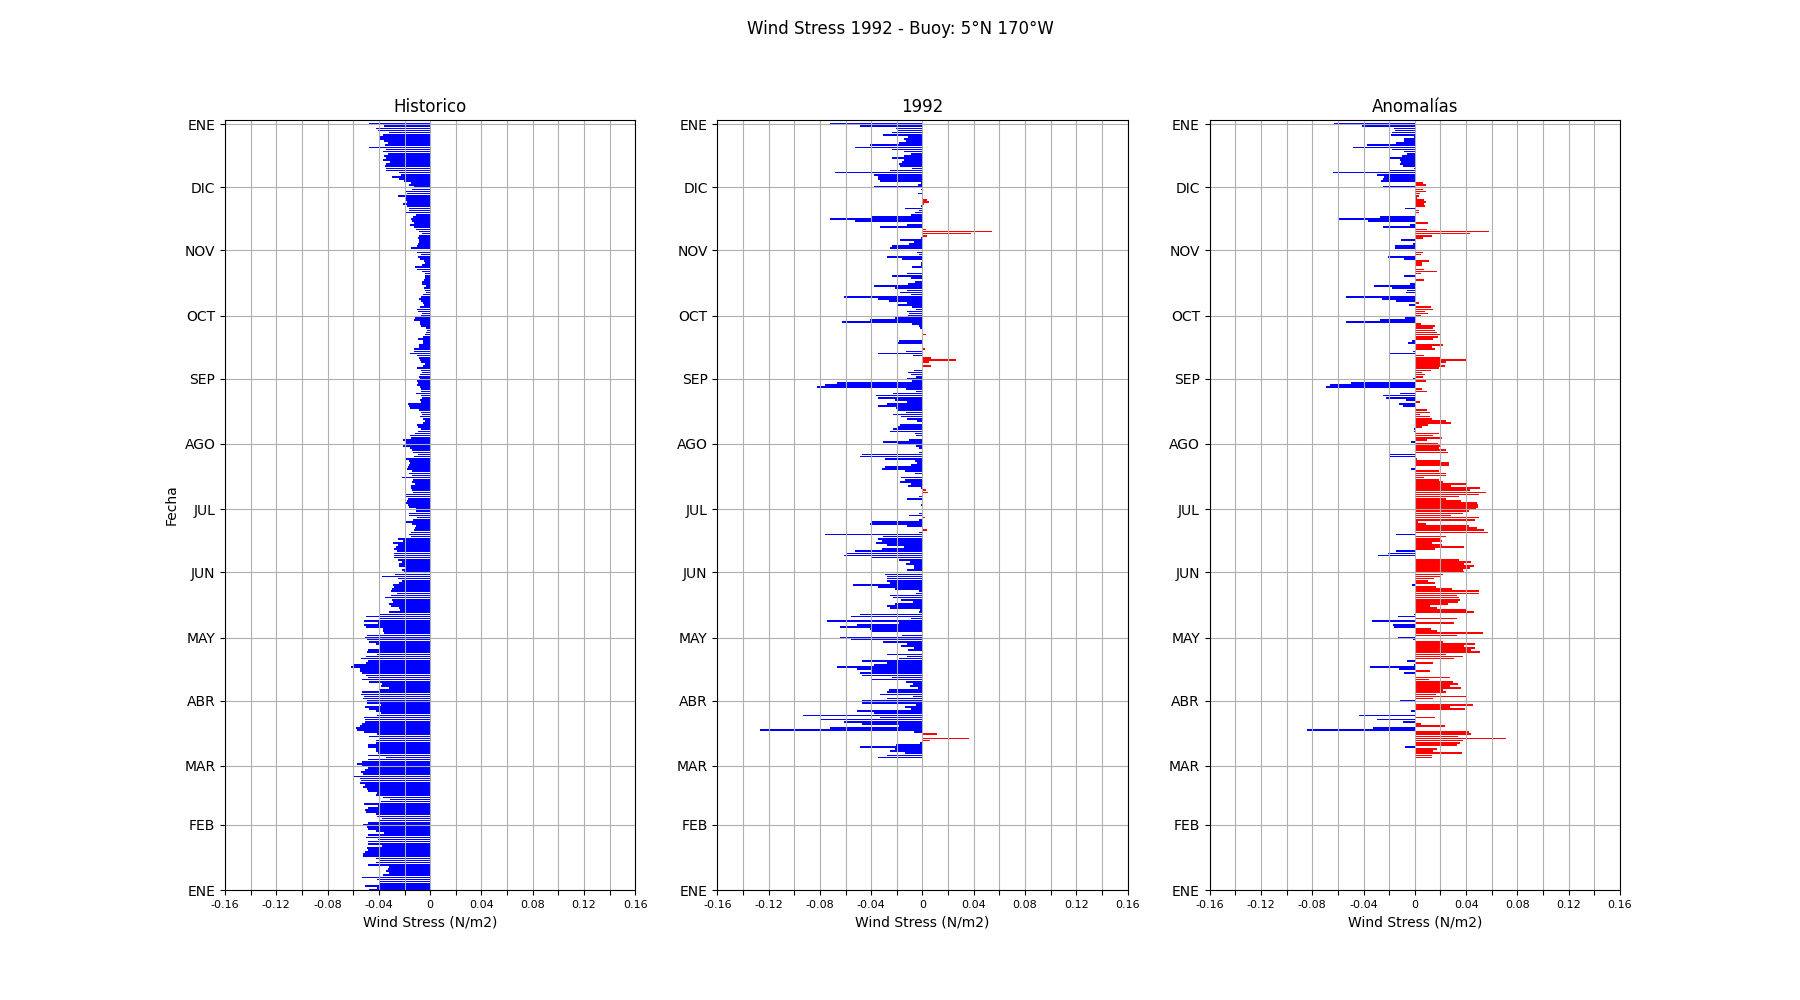 Wind Stress 1992 - Buoy: 5°N 170°W
Historico
1992
Anomalías
ENE
DIC
NOV
OCT
SEP
AGO
JUL
JUN
MAY
ABR
MAR
FEB
ENE
Fecha
-0.16 -0.12 -0.08 -0.04 0 0.04 0.08 0.12 0.16
Wind Stress (N/m2)
ENE
DIC
NOV
OCT
SEP
AGO
JUL
JUN
MAY
ABR
MAR
FEB
ENE
-0.16 -0.12 -0.08 -0.04 0 0.04 0.08 0.12 0.16
Wind Stress (N/m2)
ENE
DIC
NOV
OCT
SEP
AGO
JUL
JUN
MAY
ABR
MAR
FEB
ENE
-0.16 -0.12 -0.08 -0.04 0 0.04 0.08 0.12 0.16
Wind Stress (N/m2)